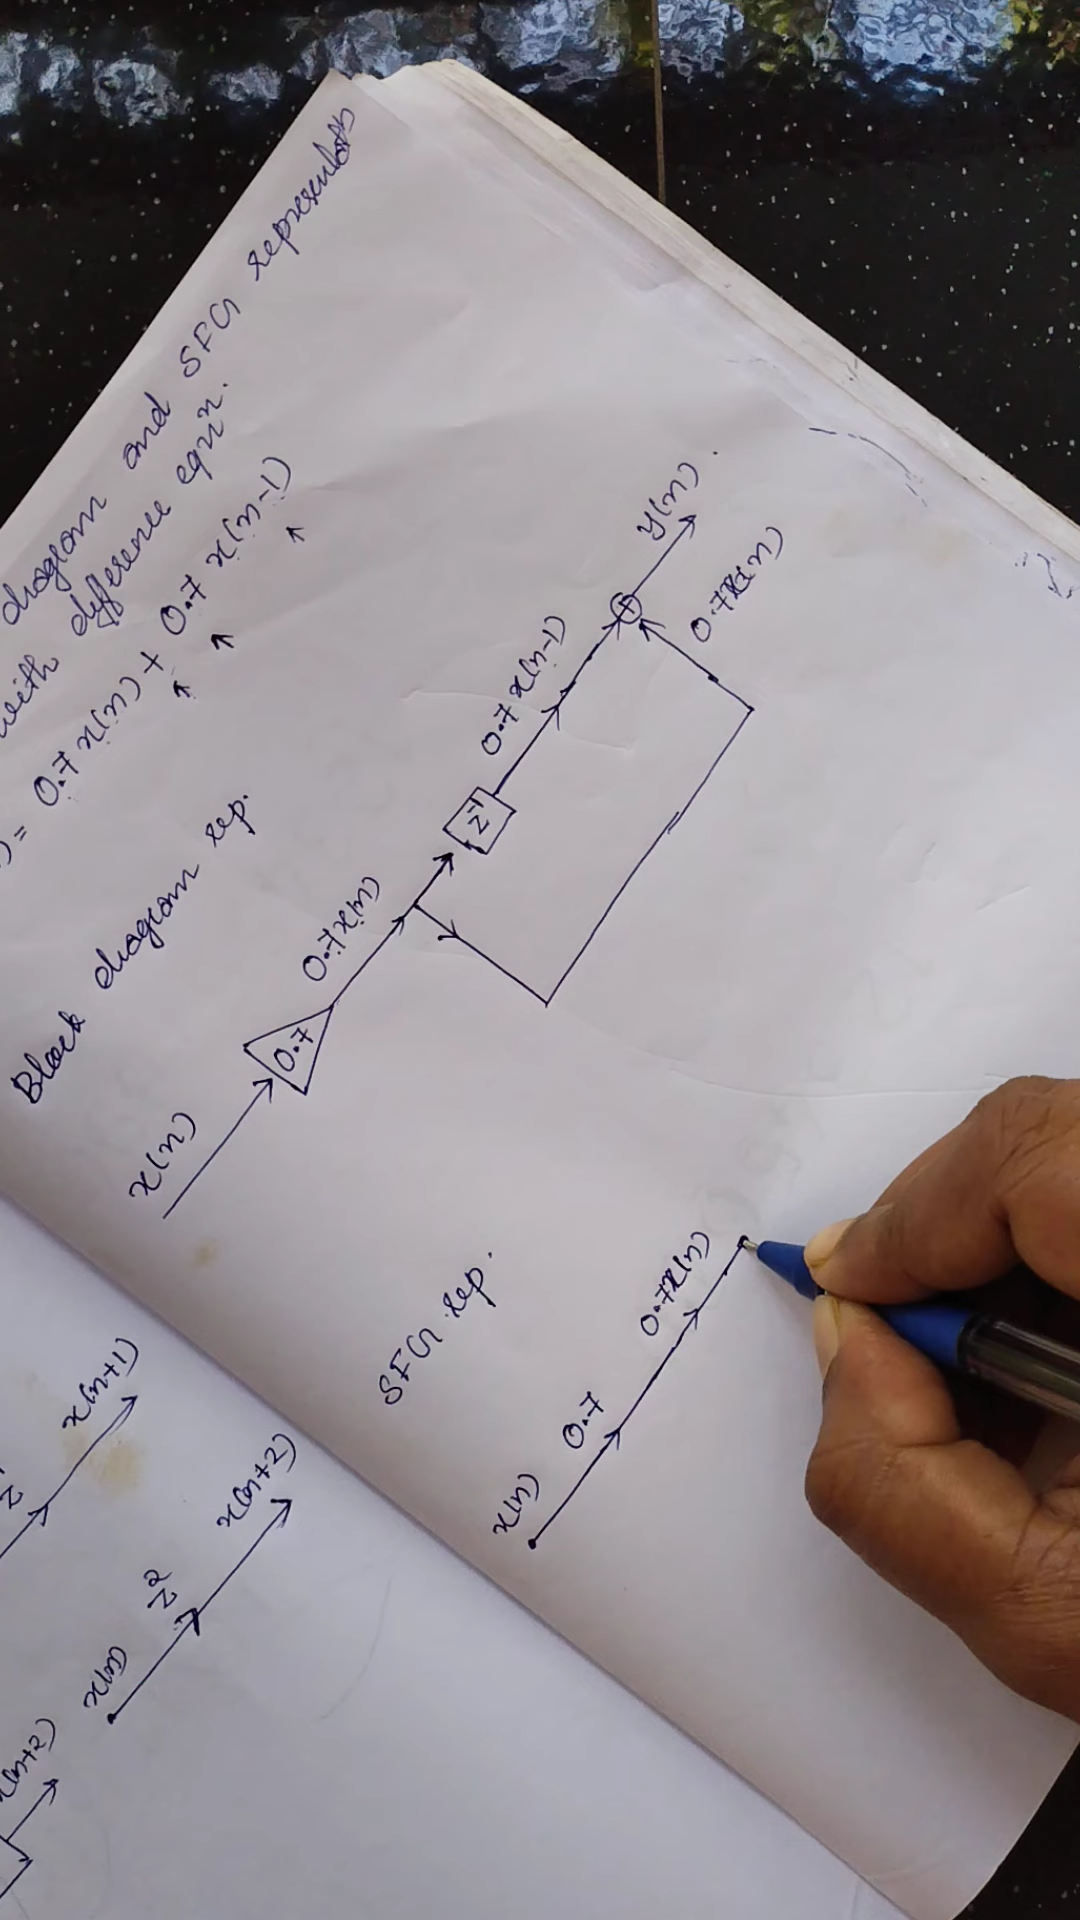 diagram and SFG
with difference eqn.
) = 0.7 x(n) + 0.7 x(n-1)
Block diagram rep.
x(n)
0.7
0.7x(n)
z⁻¹
0.7 x(n-1)
+
y(n).
0.7x(n)
SFG rep.
x(n) 0.7 0.7x(n)
x(n+1)
x(n) z² x(n+2)
x(n+2)